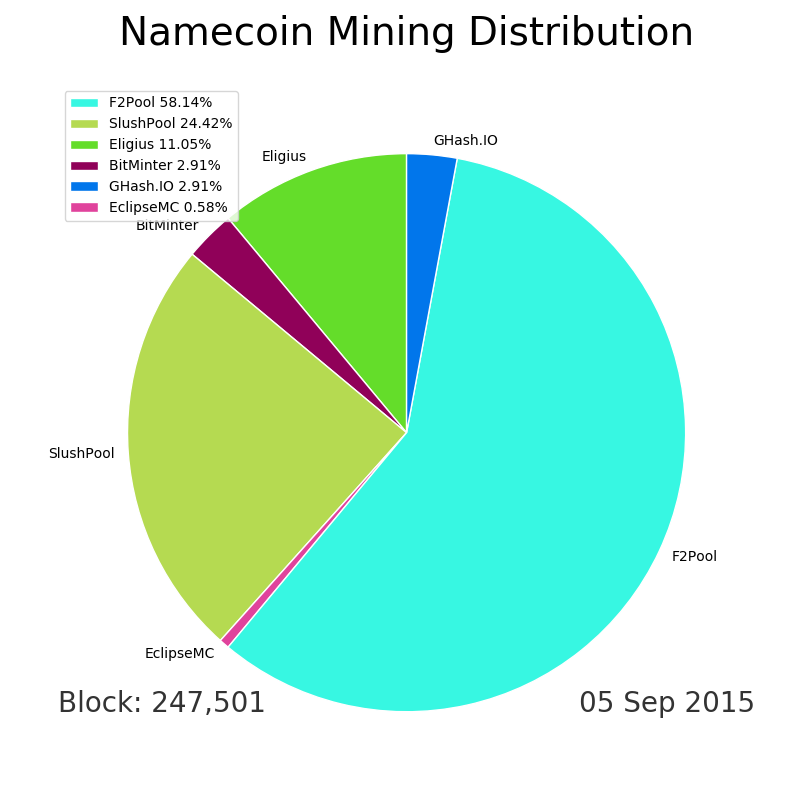 Namecoin Mining Distribution
F2Pool 58.14%
SlushPool 24.42%
Eligius 11.05%
BitMinter 2.91%
GHash.IO 2.91%
EclipseMC 0.58%
GHash.IO
Eligius
BitMinter
SlushPool
F2Pool
EclipseMC
Block: 247,501
05 Sep 2015